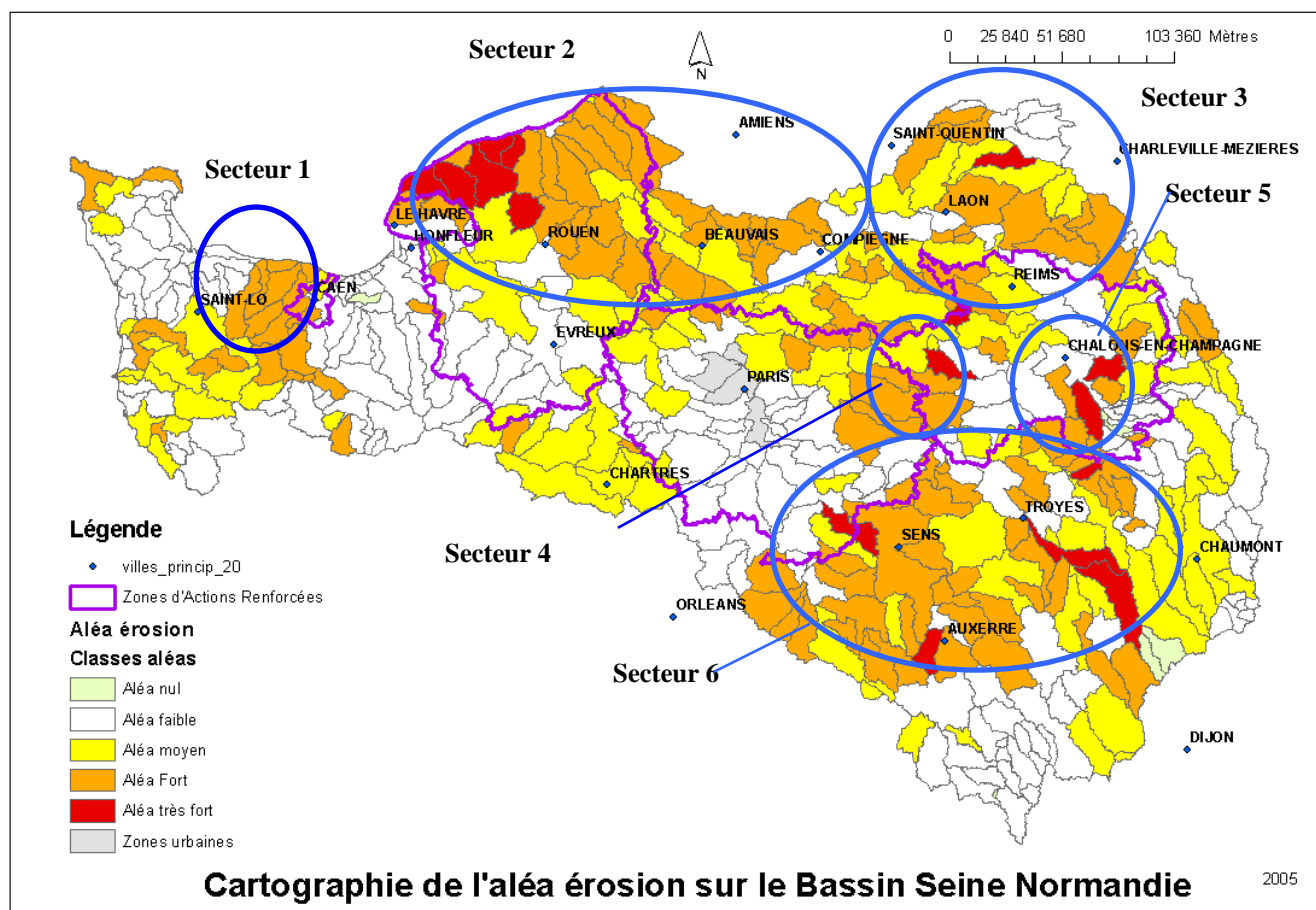 Secteur 2
0 25 840 51 680 103 360 Mètres
N
Secteur 3
AMIENS
SAINT-QUENTIN
CHARLEVILLE-MEZIERES
Secteur 1
Secteur 5
LAON
LE HAVRE
HONFLEUR
ROUEN
BEAUVAIS
COMPIEGNE
REIMS
CAEN
SAINT-LO
EVREUX
CHALONS-EN-CHAMPAGNE
PARIS
CHARTRES
TROYES
Légende
SENS
Secteur 4
CHAUMONT
villes_princip_20
Zones d'Actions Renforcées
ORLEANS
Aléa érosion
AUXERRE
Classes aléas
Secteur 6
Aléa nul
Aléa faible
DIJON
Aléa moyen
Aléa Fort
Aléa très fort
Zones urbaines
Cartographie de l'aléa érosion sur le Bassin Seine Normandie
2005